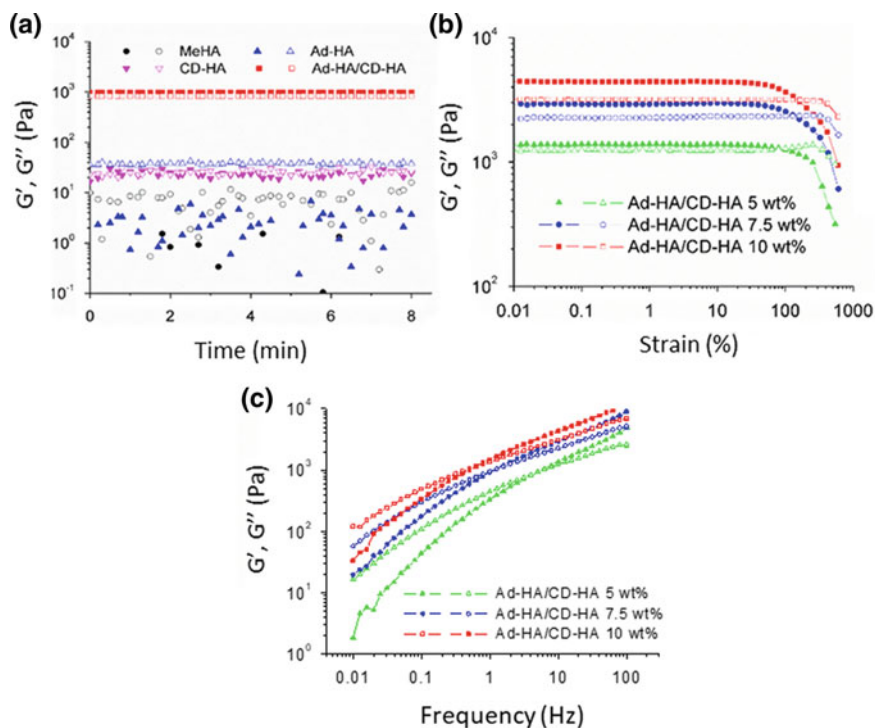 (a)
10⁴
10³
10²
10¹
10⁰
10⁻¹
G′, G″ (Pa)
MeHA
Ad-HA
CD-HA
Ad-HA/CD-HA
0 2 4 6 8
Time (min)
(b)
10⁴
10³
10²
G′, G″ (Pa)
Ad-HA/CD-HA 5 wt%
Ad-HA/CD-HA 7.5 wt%
Ad-HA/CD-HA 10 wt%
0.01 0.1 1 10 100 1000
Strain (%)
(c)
10⁴
10³
10²
10¹
10⁰
G′, G″ (Pa)
Ad-HA/CD-HA 5 wt%
Ad-HA/CD-HA 7.5 wt%
Ad-HA/CD-HA 10 wt%
0.01 0.1 1 10 100
Frequency (Hz)